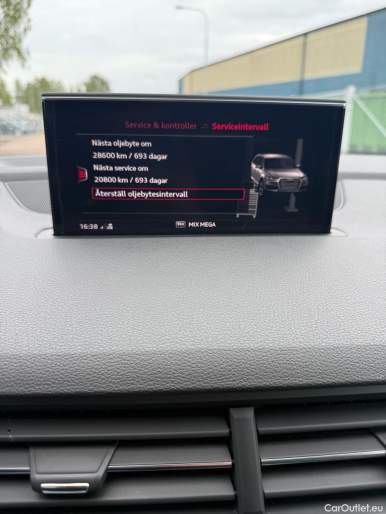 Service & kontroller Serviceintervall
Nästa oljebyte om
28600 km / 693 dagar
Nästa service om
20800 km / 693 dagar
Återställ oljebytesintervall
16:38 MIX MEGA
CarOutlet.eu